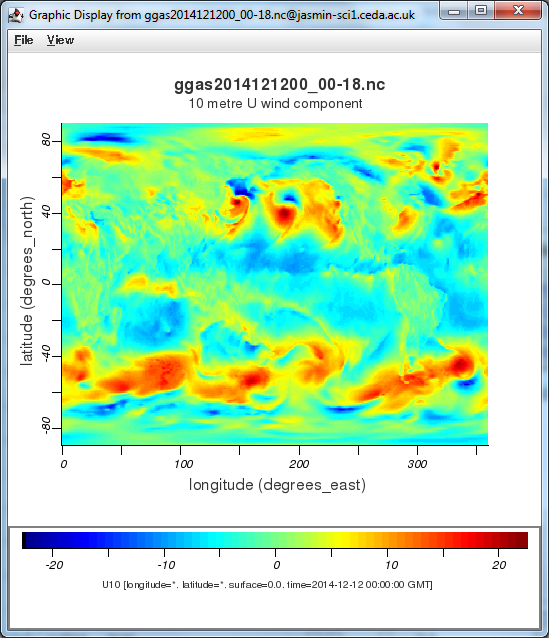 Graphic Display from ggas2014121200_00-18.nc@jasmin-sci1.ceda.ac.uk
File View
ggas2014121200_00-18.nc
10 metre U wind component
latitude (degrees_north)
80
40
0
-40
-80
0 100 200 300
longitude (degrees_east)
-20 -10 0 10 20
U10 [longitude=*, latitude=*, surface=0.0, time=2014-12-12 00:00:00 GMT]